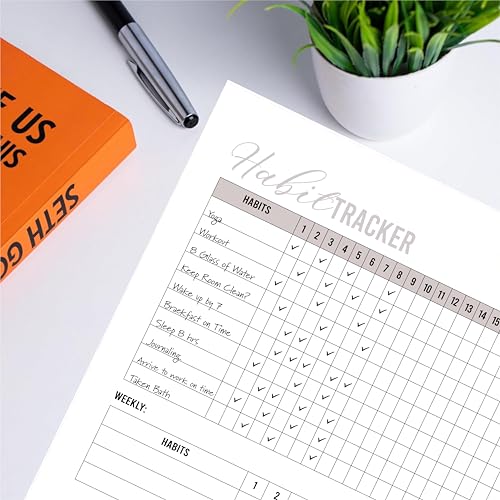 E US
HIS
SETH GO
Habit TRACKER
HABITS 1 2 3 4 5 6 7 8 9 10 11 12 13 14 15
Yoga
Workout
8 Glass of Water
Keep Room Clean?
Wake up by 7
Breakfast on Time
Sleep 8 hrs
Journaling
Arrive to work on time
Taken Bath
WEEKLY:
HABITS 1 2